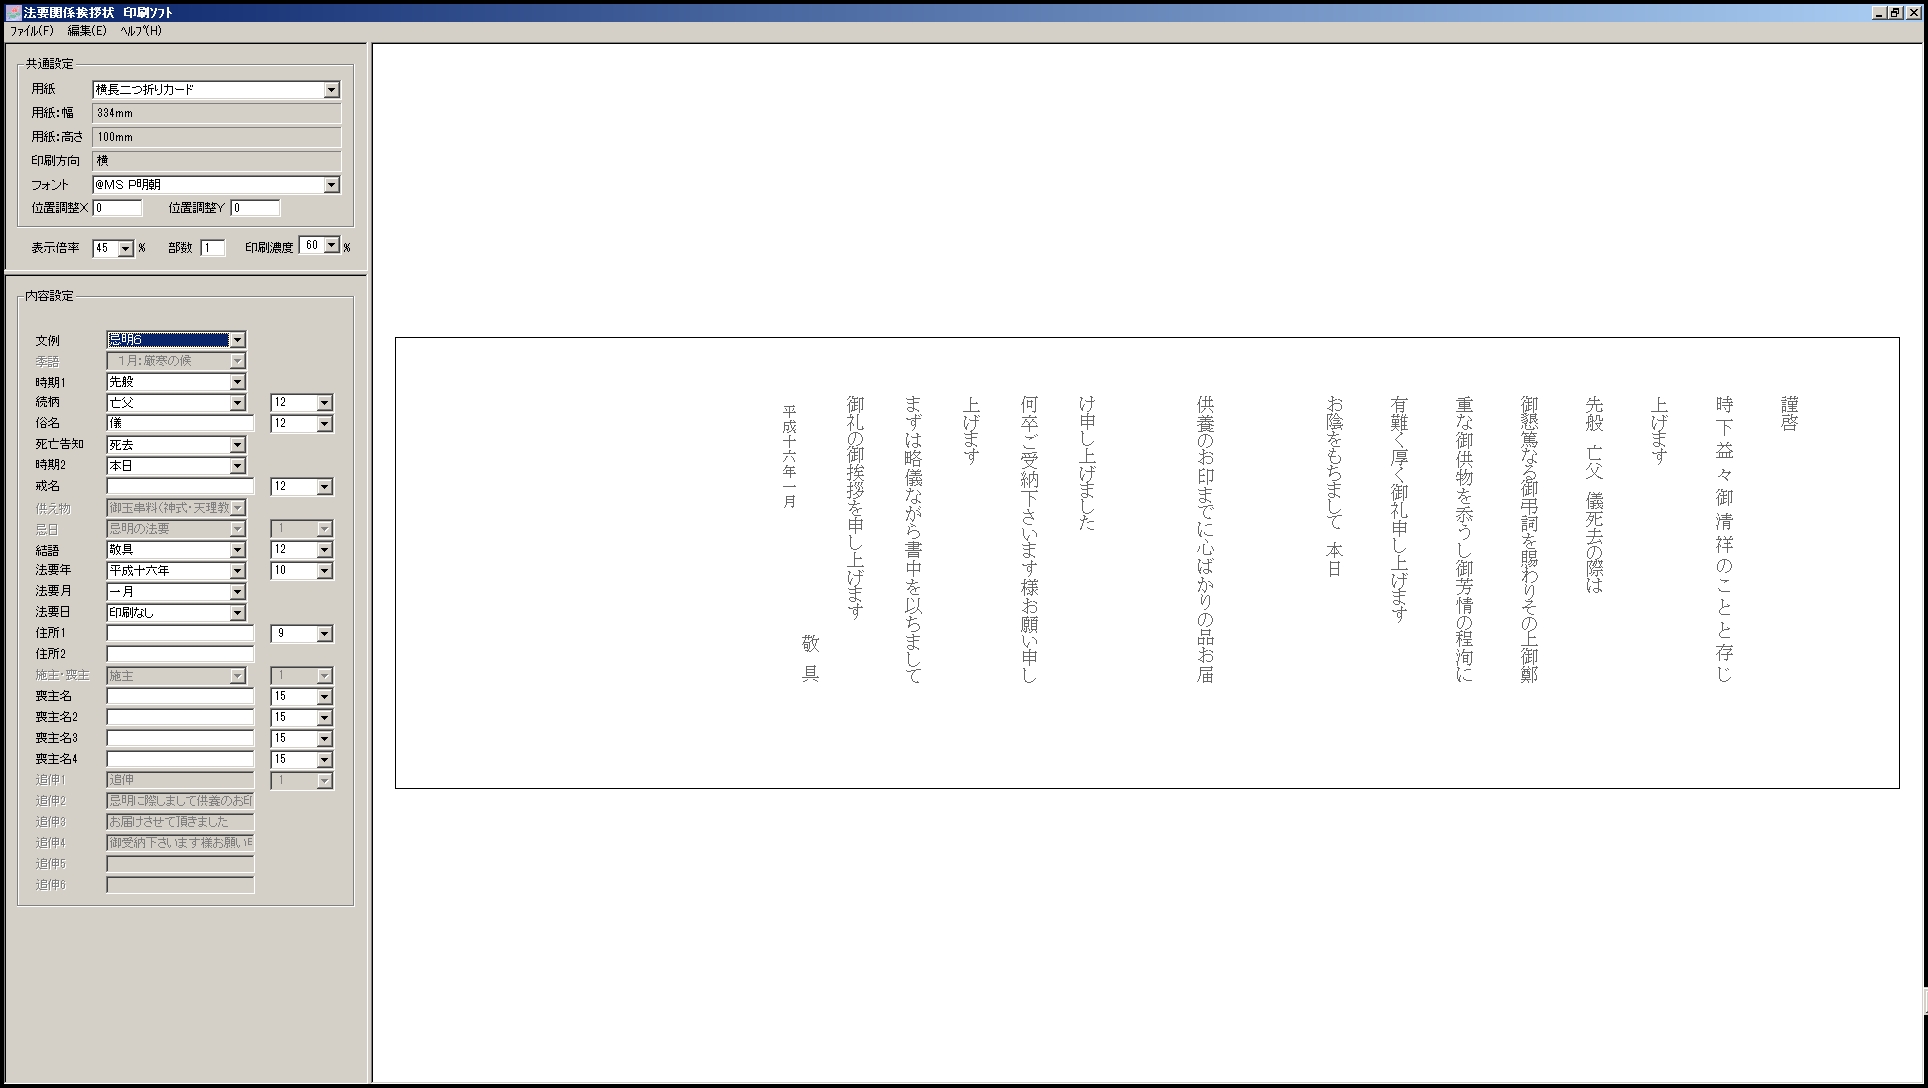 法要関係挨拶状 印刷ソフト
ファイル(F) 編集(E) ヘルプ(H)
共通設定
用紙 横長二つ折りカード
用紙:幅 334mm
用紙:高さ 100mm
印刷方向 横
フォント @MS P明朝
位置調整X 0 位置調整Y 0
表示倍率 45 % 部数 1 印刷濃度 60 %
内容設定
文例 忌明6
季語 1月:厳寒の候
時期1 先般
続柄 亡父 12
俗名 儀 12
死亡告知 死去
時期2 本日
戒名 12
供え物 御玉串料(神式・天理教
忌日 忌明の法要 1
結語 敬具 12
法要年 平成十六年 10
法要月 一月
法要日 印刷なし
住所1 9
住所2
施主・喪主 施主 1
喪主名 15
喪主名2 15
喪主名3 15
喪主名4 15
追伸1 追伸 1
追伸2 忌明に際しまして供養のお印
追伸3 お届けさせて頂きました
追伸4 御受納下さいます様お願い
追伸5
追伸6
謹啓
時下益々御清祥のことと存じ
上げます
先般 亡父 儀死去の際は
御懇篤なる御弔詞を賜わりその上御鄭
重な御供物を忝うし御芳情の程洵に
有難く厚く御礼申し上げます
お陰をもちまして 本日
供養のお印までに心ばかりの品お届
け申し上げました
何卒ご受納下さいます様お願い申し
上げます
まずは略儀ながら書中を以ちまして
御礼の御挨拶を申し上げます
敬具
平成十六年一月